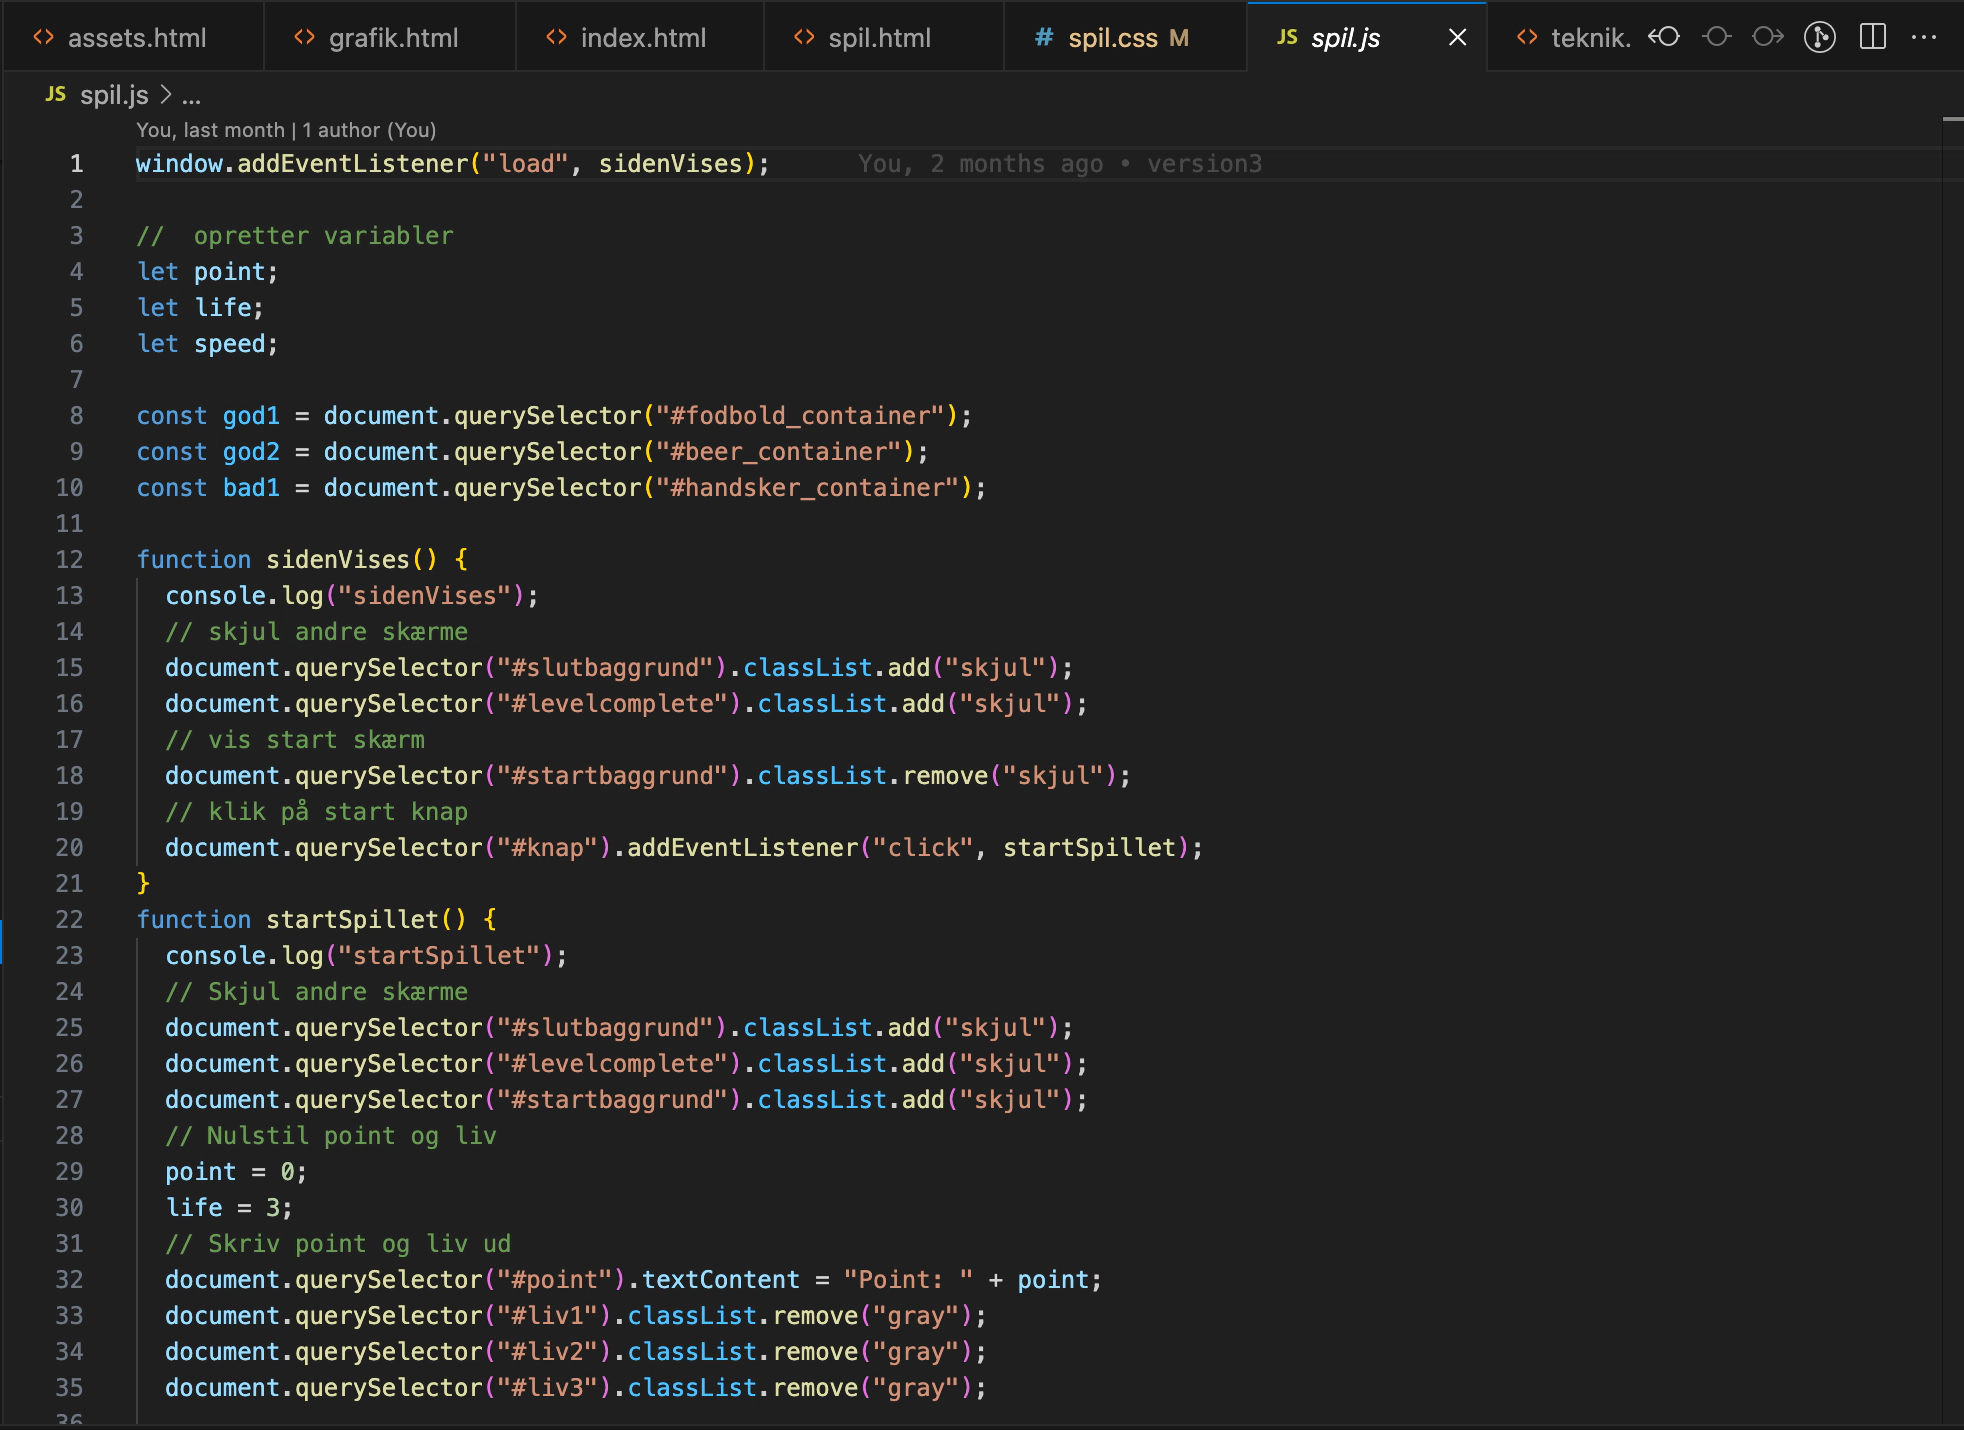 <> assets.html <> grafik.html <> index.html <> spil.html # spil.css M JS spil.js × <> teknik. ...
JS spil.js > ...
You, last month | 1 author (You)
1 window.addEventListener("load", sidenVises); You, 2 months ago • version3
2
3 //  opretter variabler
4 let point;
5 let life;
6 let speed;
7
8 const god1 = document.querySelector("#fodbold_container");
9 const god2 = document.querySelector("#beer_container");
10 const bad1 = document.querySelector("#handsker_container");
11
12 function sidenVises() {
13   console.log("sidenVises");
14   // skjul andre skærme
15   document.querySelector("#slutbaggrund").classList.add("skjul");
16   document.querySelector("#levelcomplete").classList.add("skjul");
17   // vis start skærm
18   document.querySelector("#startbaggrund").classList.remove("skjul");
19   // klik på start knap
20   document.querySelector("#knap").addEventListener("click", startSpillet);
21 }
22 function startSpillet() {
23   console.log("startSpillet");
24   // Skjul andre skærme
25   document.querySelector("#slutbaggrund").classList.add("skjul");
26   document.querySelector("#levelcomplete").classList.add("skjul");
27   document.querySelector("#startbaggrund").classList.add("skjul");
28   // Nulstil point og liv
29   point = 0;
30   life = 3;
31   // Skriv point og liv ud
32   document.querySelector("#point").textContent = "Point: " + point;
33   document.querySelector("#liv1").classList.remove("gray");
34   document.querySelector("#liv2").classList.remove("gray");
35   document.querySelector("#liv3").classList.remove("gray");
36